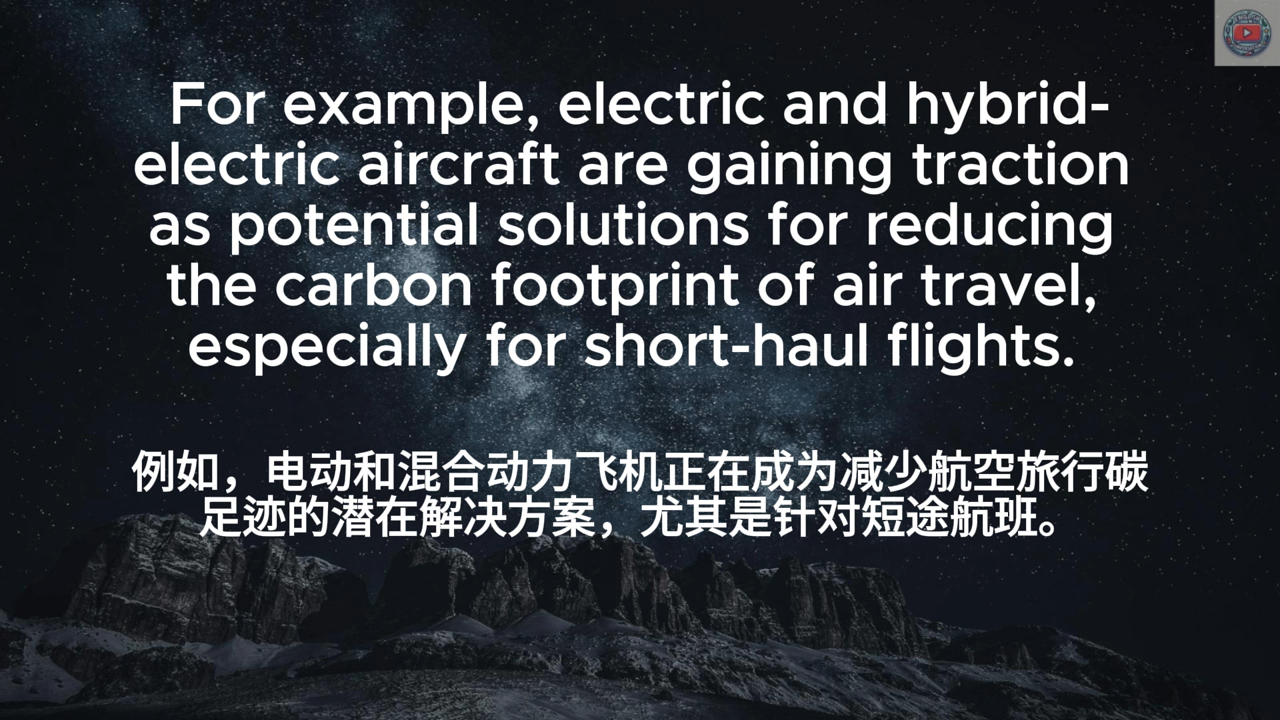 For example, electric and hybrid-
electric aircraft are gaining traction
as potential solutions for reducing
the carbon footprint of air travel,
especially for short-haul flights.
例如，电动和混合动力飞机正在成为减少航空旅行碳
足迹的潜在解决方案，尤其是针对短途航班。